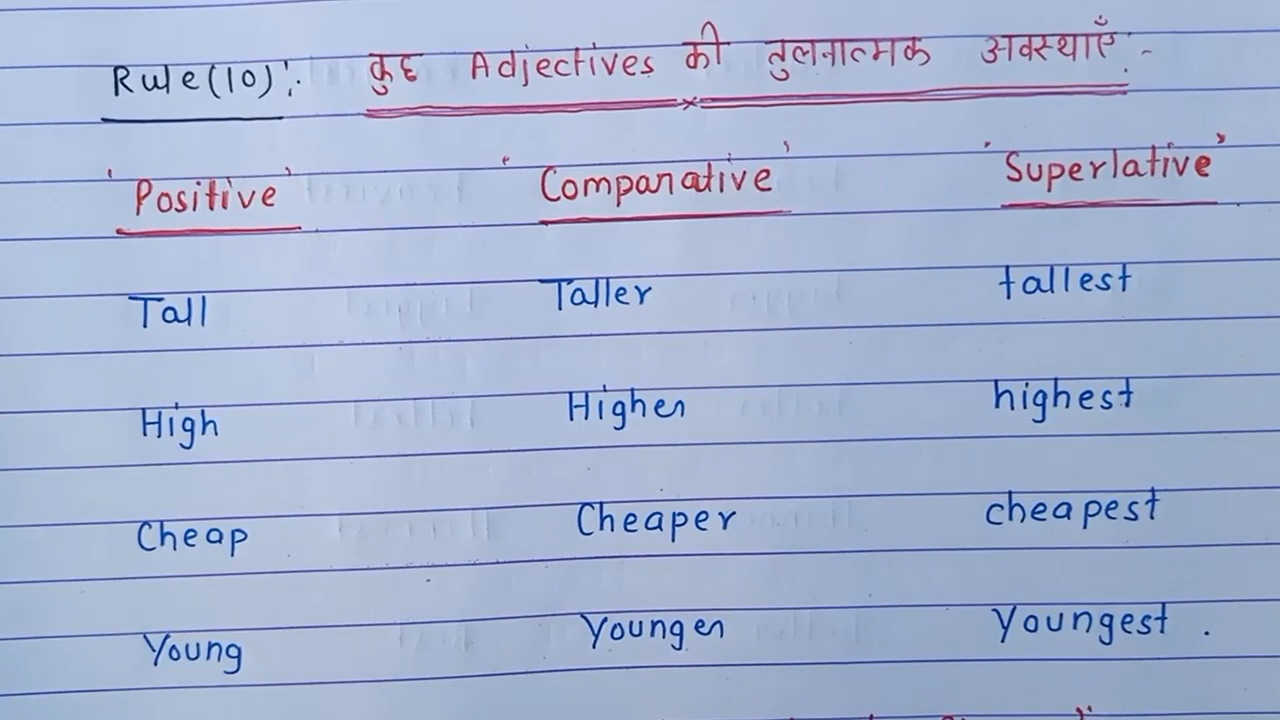 Rule(10):- कुछ Adjectives की तुलनात्मक अवस्थाएँ:-
'Positive' 'Comparative' 'Superlative'
Tall Taller tallest
High Higher highest
Cheap Cheaper cheapest
Young Younger Youngest.